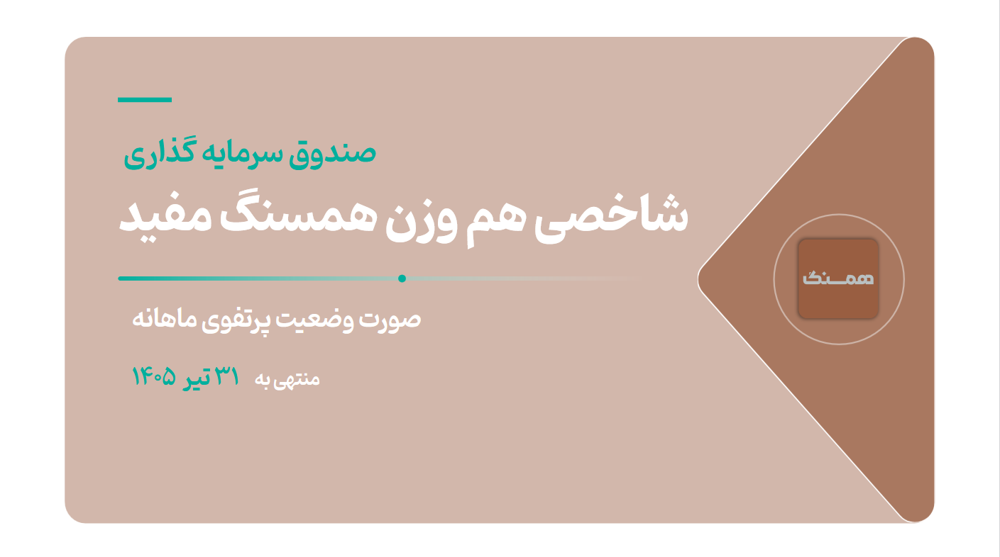 صندوق سرمایه گذاری
شاخصی هم وزن همسنگ مفید
همسنگ
صورت وضعیت پرتفوی ماهانه
منتهی به ۳۱ تیر ۱۴۰۵